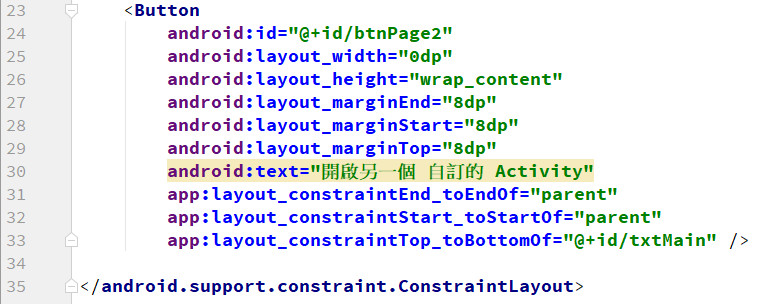 23 <Button
24 android:id="@+id/btnPage2"
25 android:layout_width="0dp"
26 android:layout_height="wrap_content"
27 android:layout_marginEnd="8dp"
28 android:layout_marginStart="8dp"
29 android:layout_marginTop="8dp"
30 android:text="開啟另一個 自訂的 Activity"
31 app:layout_constraintEnd_toEndOf="parent"
32 app:layout_constraintStart_toStartOf="parent"
33 app:layout_constraintTop_toBottomOf="@+id/txtMain" />
34
35 </android.support.constraint.ConstraintLayout>